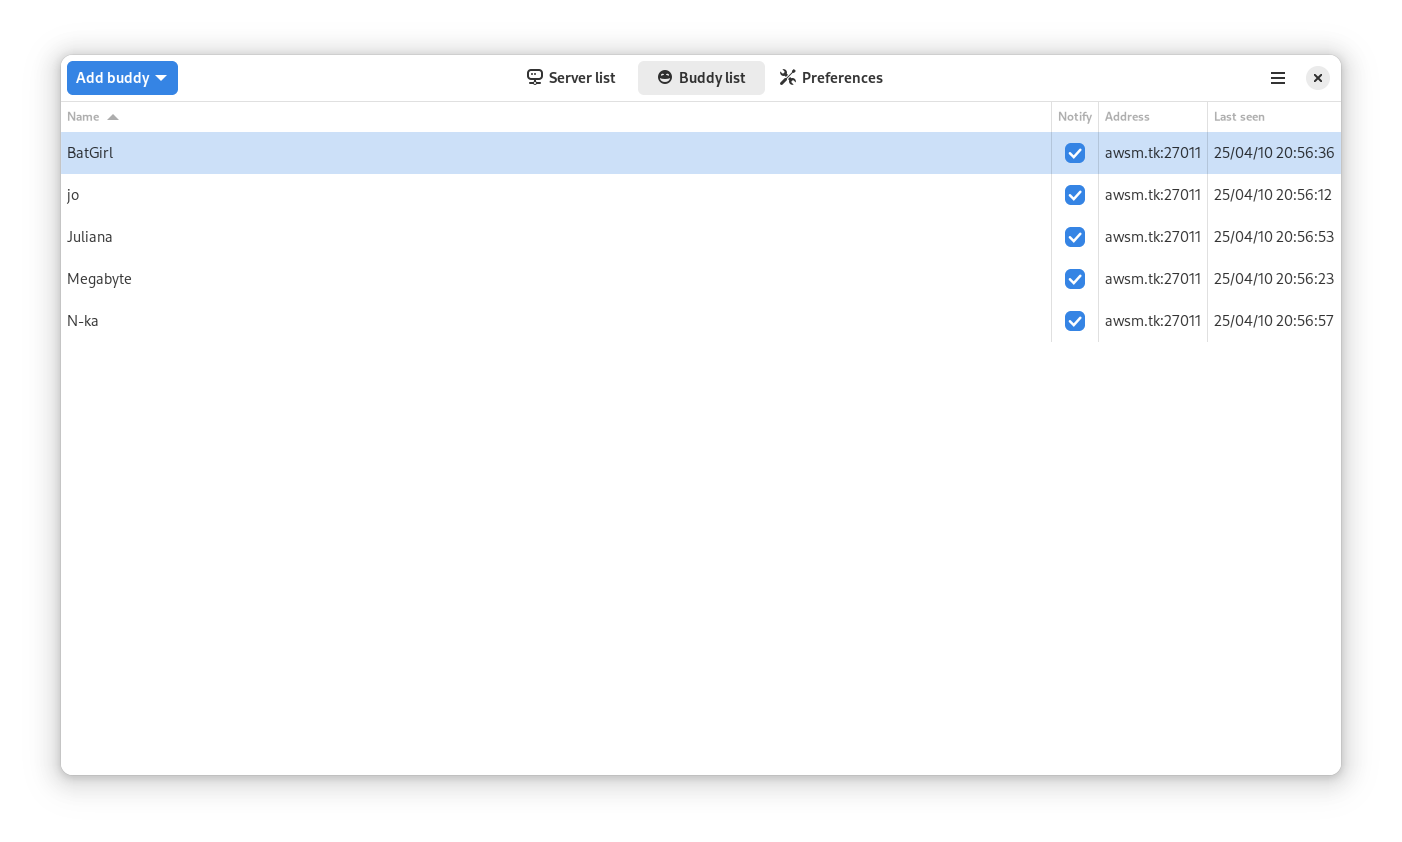 Add buddy Server list Buddy list Preferences
Name Notify Address Last seen
BatGirl awsm.tk:27011 25/04/10 20:56:36
jo awsm.tk:27011 25/04/10 20:56:12
Juliana awsm.tk:27011 25/04/10 20:56:53
Megabyte awsm.tk:27011 25/04/10 20:56:23
N-ka awsm.tk:27011 25/04/10 20:56:57